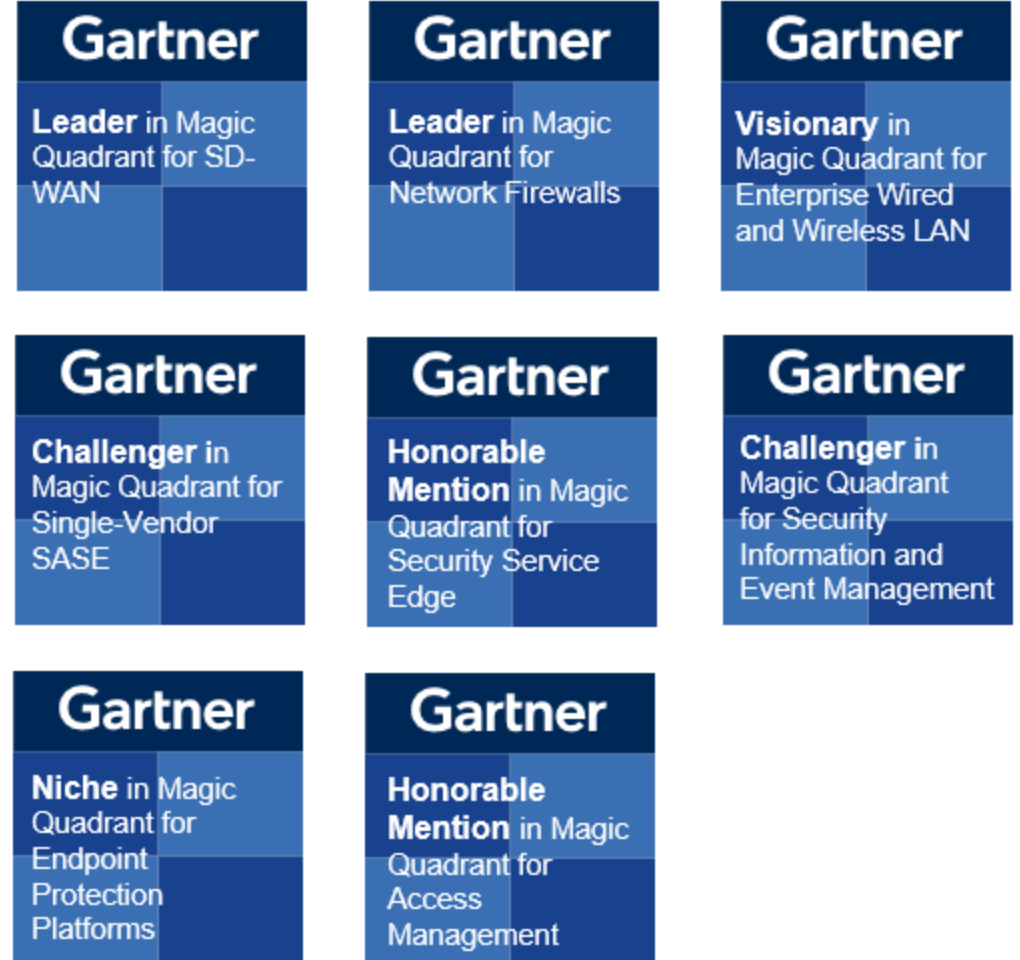 Gartner
Leader in Magic
Quadrant for SD-
WAN
Gartner
Leader in Magic
Quadrant for
Network Firewalls
Gartner
Visionary in
Magic Quadrant for
Enterprise Wired
and Wireless LAN
Gartner
Challenger in
Magic Quadrant for
Single-Vendor
SASE
Gartner
Honorable
Mention in Magic
Quadrant for
Security Service
Edge
Gartner
Challenger in
Magic Quadrant
for Security
Information and
Event Management
Gartner
Niche in Magic
Quadrant for
Endpoint
Protection
Platforms
Gartner
Honorable
Mention in Magic
Quadrant for
Access
Management